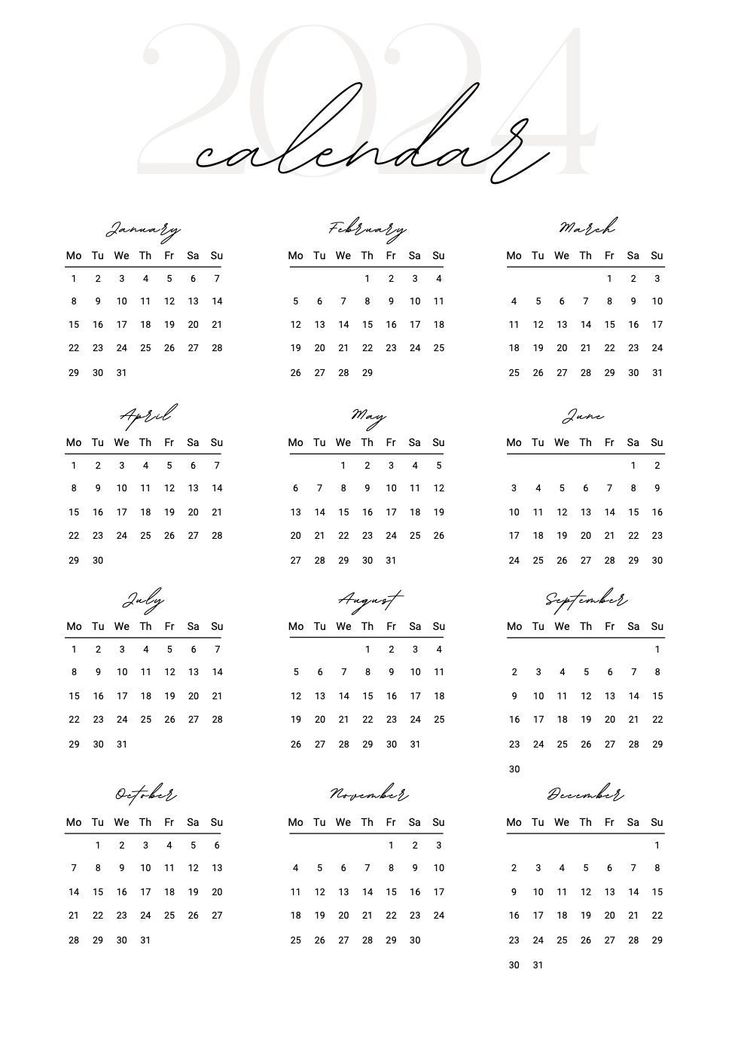 2024
calendar
January
Mo Tu We Th Fr Sa Su
1 2 3 4 5 6 7
8 9 10 11 12 13 14
15 16 17 18 19 20 21
22 23 24 25 26 27 28
29 30 31
February
Mo Tu We Th Fr Sa Su
1 2 3 4
5 6 7 8 9 10 11
12 13 14 15 16 17 18
19 20 21 22 23 24 25
26 27 28 29
March
Mo Tu We Th Fr Sa Su
1 2 3
4 5 6 7 8 9 10
11 12 13 14 15 16 17
18 19 20 21 22 23 24
25 26 27 28 29 30 31
April
Mo Tu We Th Fr Sa Su
1 2 3 4 5 6 7
8 9 10 11 12 13 14
15 16 17 18 19 20 21
22 23 24 25 26 27 28
29 30
May
Mo Tu We Th Fr Sa Su
1 2 3 4 5
6 7 8 9 10 11 12
13 14 15 16 17 18 19
20 21 22 23 24 25 26
27 28 29 30 31
June
Mo Tu We Th Fr Sa Su
1 2
3 4 5 6 7 8 9
10 11 12 13 14 15 16
17 18 19 20 21 22 23
24 25 26 27 28 29 30
July
Mo Tu We Th Fr Sa Su
1 2 3 4 5 6 7
8 9 10 11 12 13 14
15 16 17 18 19 20 21
22 23 24 25 26 27 28
29 30 31
August
Mo Tu We Th Fr Sa Su
1 2 3 4
5 6 7 8 9 10 11
12 13 14 15 16 17 18
19 20 21 22 23 24 25
26 27 28 29 30 31
September
Mo Tu We Th Fr Sa Su
1
2 3 4 5 6 7 8
9 10 11 12 13 14 15
16 17 18 19 20 21 22
23 24 25 26 27 28 29
30
October
Mo Tu We Th Fr Sa Su
1 2 3 4 5 6
7 8 9 10 11 12 13
14 15 16 17 18 19 20
21 22 23 24 25 26 27
28 29 30 31
November
Mo Tu We Th Fr Sa Su
1 2 3
4 5 6 7 8 9 10
11 12 13 14 15 16 17
18 19 20 21 22 23 24
25 26 27 28 29 30
December
Mo Tu We Th Fr Sa Su
1
2 3 4 5 6 7 8
9 10 11 12 13 14 15
16 17 18 19 20 21 22
23 24 25 26 27 28 29
30 31